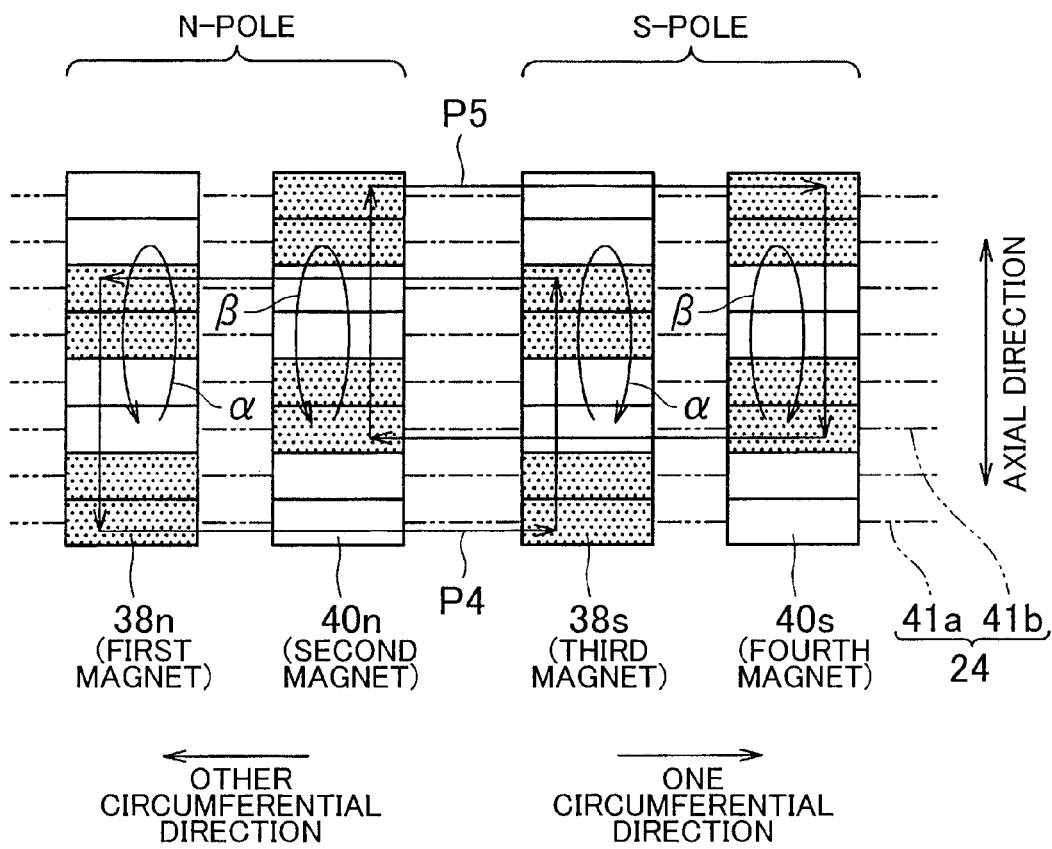 N-POLE
S-POLE
P5
β
β
α
α
AXIAL DIRECTION
P4
38n
(FIRST
MAGNET)
40n
(SECOND
MAGNET)
38s
(THIRD
MAGNET)
40s
(FOURTH
MAGNET)
41a 41b
24
OTHER
CIRCUMFERENTIAL
DIRECTION
ONE
CIRCUMFERENTIAL
DIRECTION